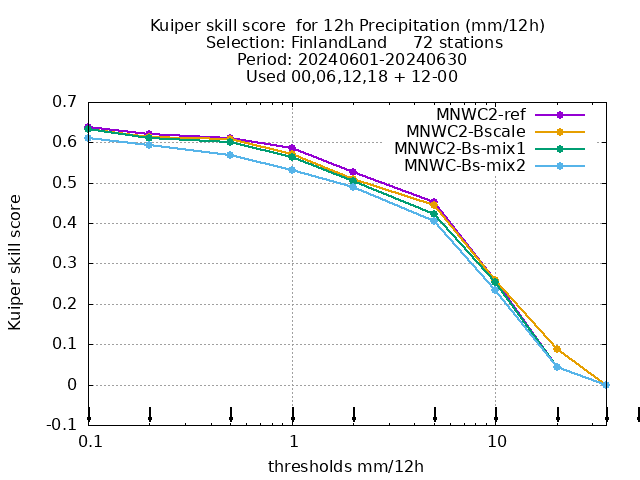 Kuiper skill score  for 12h Precipitation (mm/12h)
Selection: FinlandLand     72 stations
Period: 20240601-20240630
Used 00,06,12,18 + 12-00
MNWC2-ref
MNWC2-Bscale
MNWC2-Bs-mix1
MNWC-Bs-mix2
Kuiper skill score
0.7
0.6
0.5
0.4
0.3
0.2
0.1
0
-0.1
0.1
1
10
thresholds mm/12h